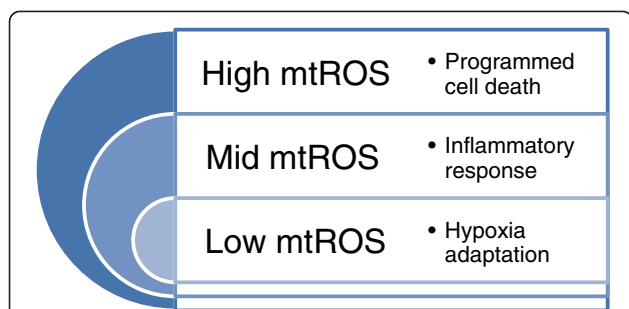 High mtROS
• Programmed
cell death
Mid mtROS
• Inflammatory
response
Low mtROS
• Hypoxia
adaptation